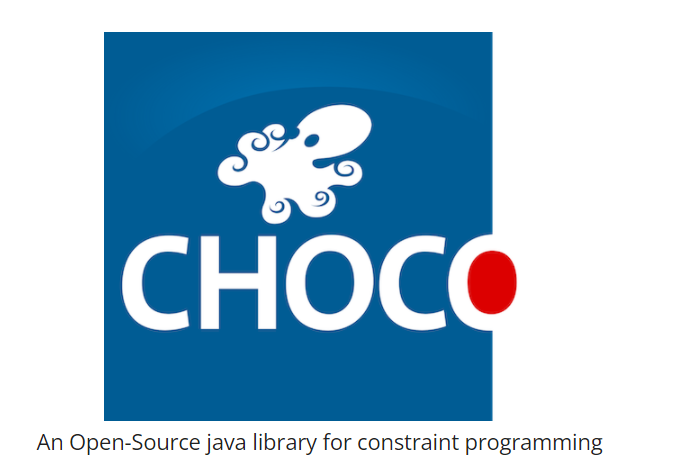 CHOCO
An Open-Source java library for constraint programming